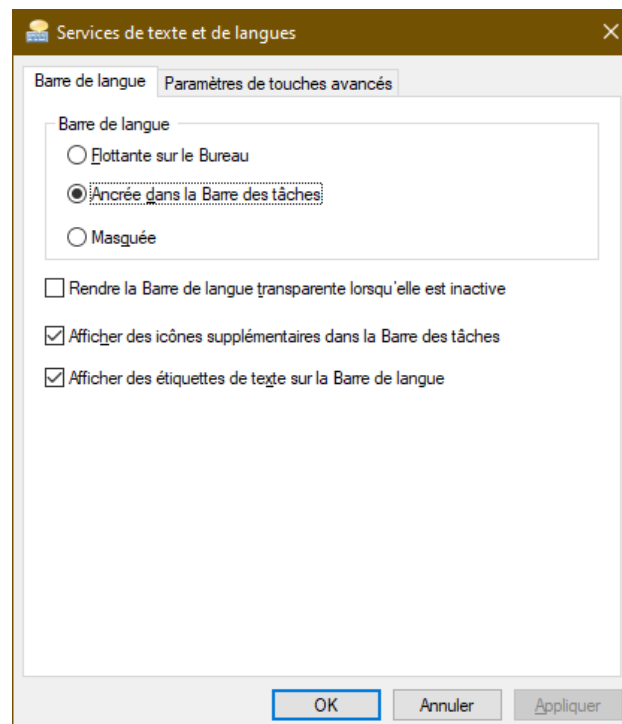 Services de texte et de langues
Barre de langue
Paramètres de touches avancés
Barre de langue
Flottante sur le Bureau
Ancrée dans la Barre des tâches
Masquée
Rendre la Barre de langue transparente lorsqu'elle est inactive
Afficher des icônes supplémentaires dans la Barre des tâches
Afficher des étiquettes de texte sur la Barre de langue
OK
Annuler
Appliquer